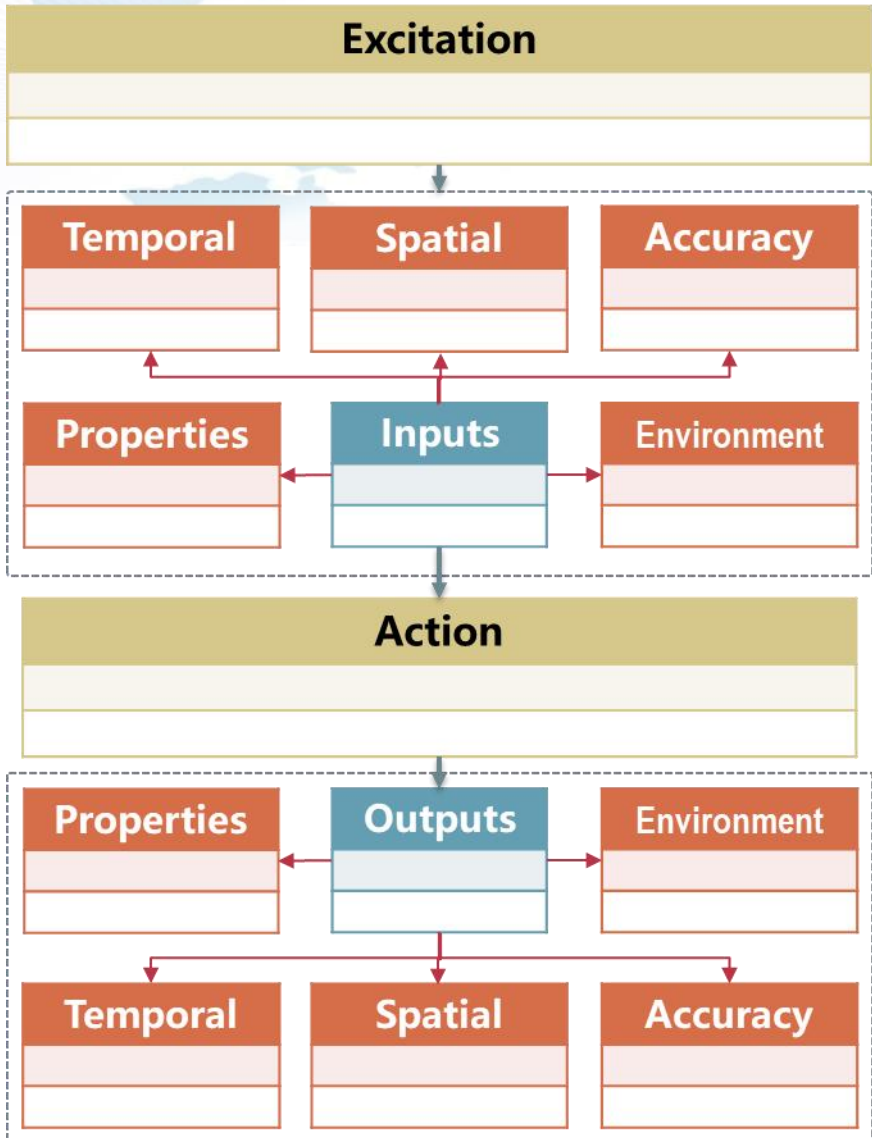 Excitation
Temporal
Spatial
Accuracy
Properties
Inputs
Environment
Action
Properties
Outputs
Environment
Temporal
Spatial
Accuracy